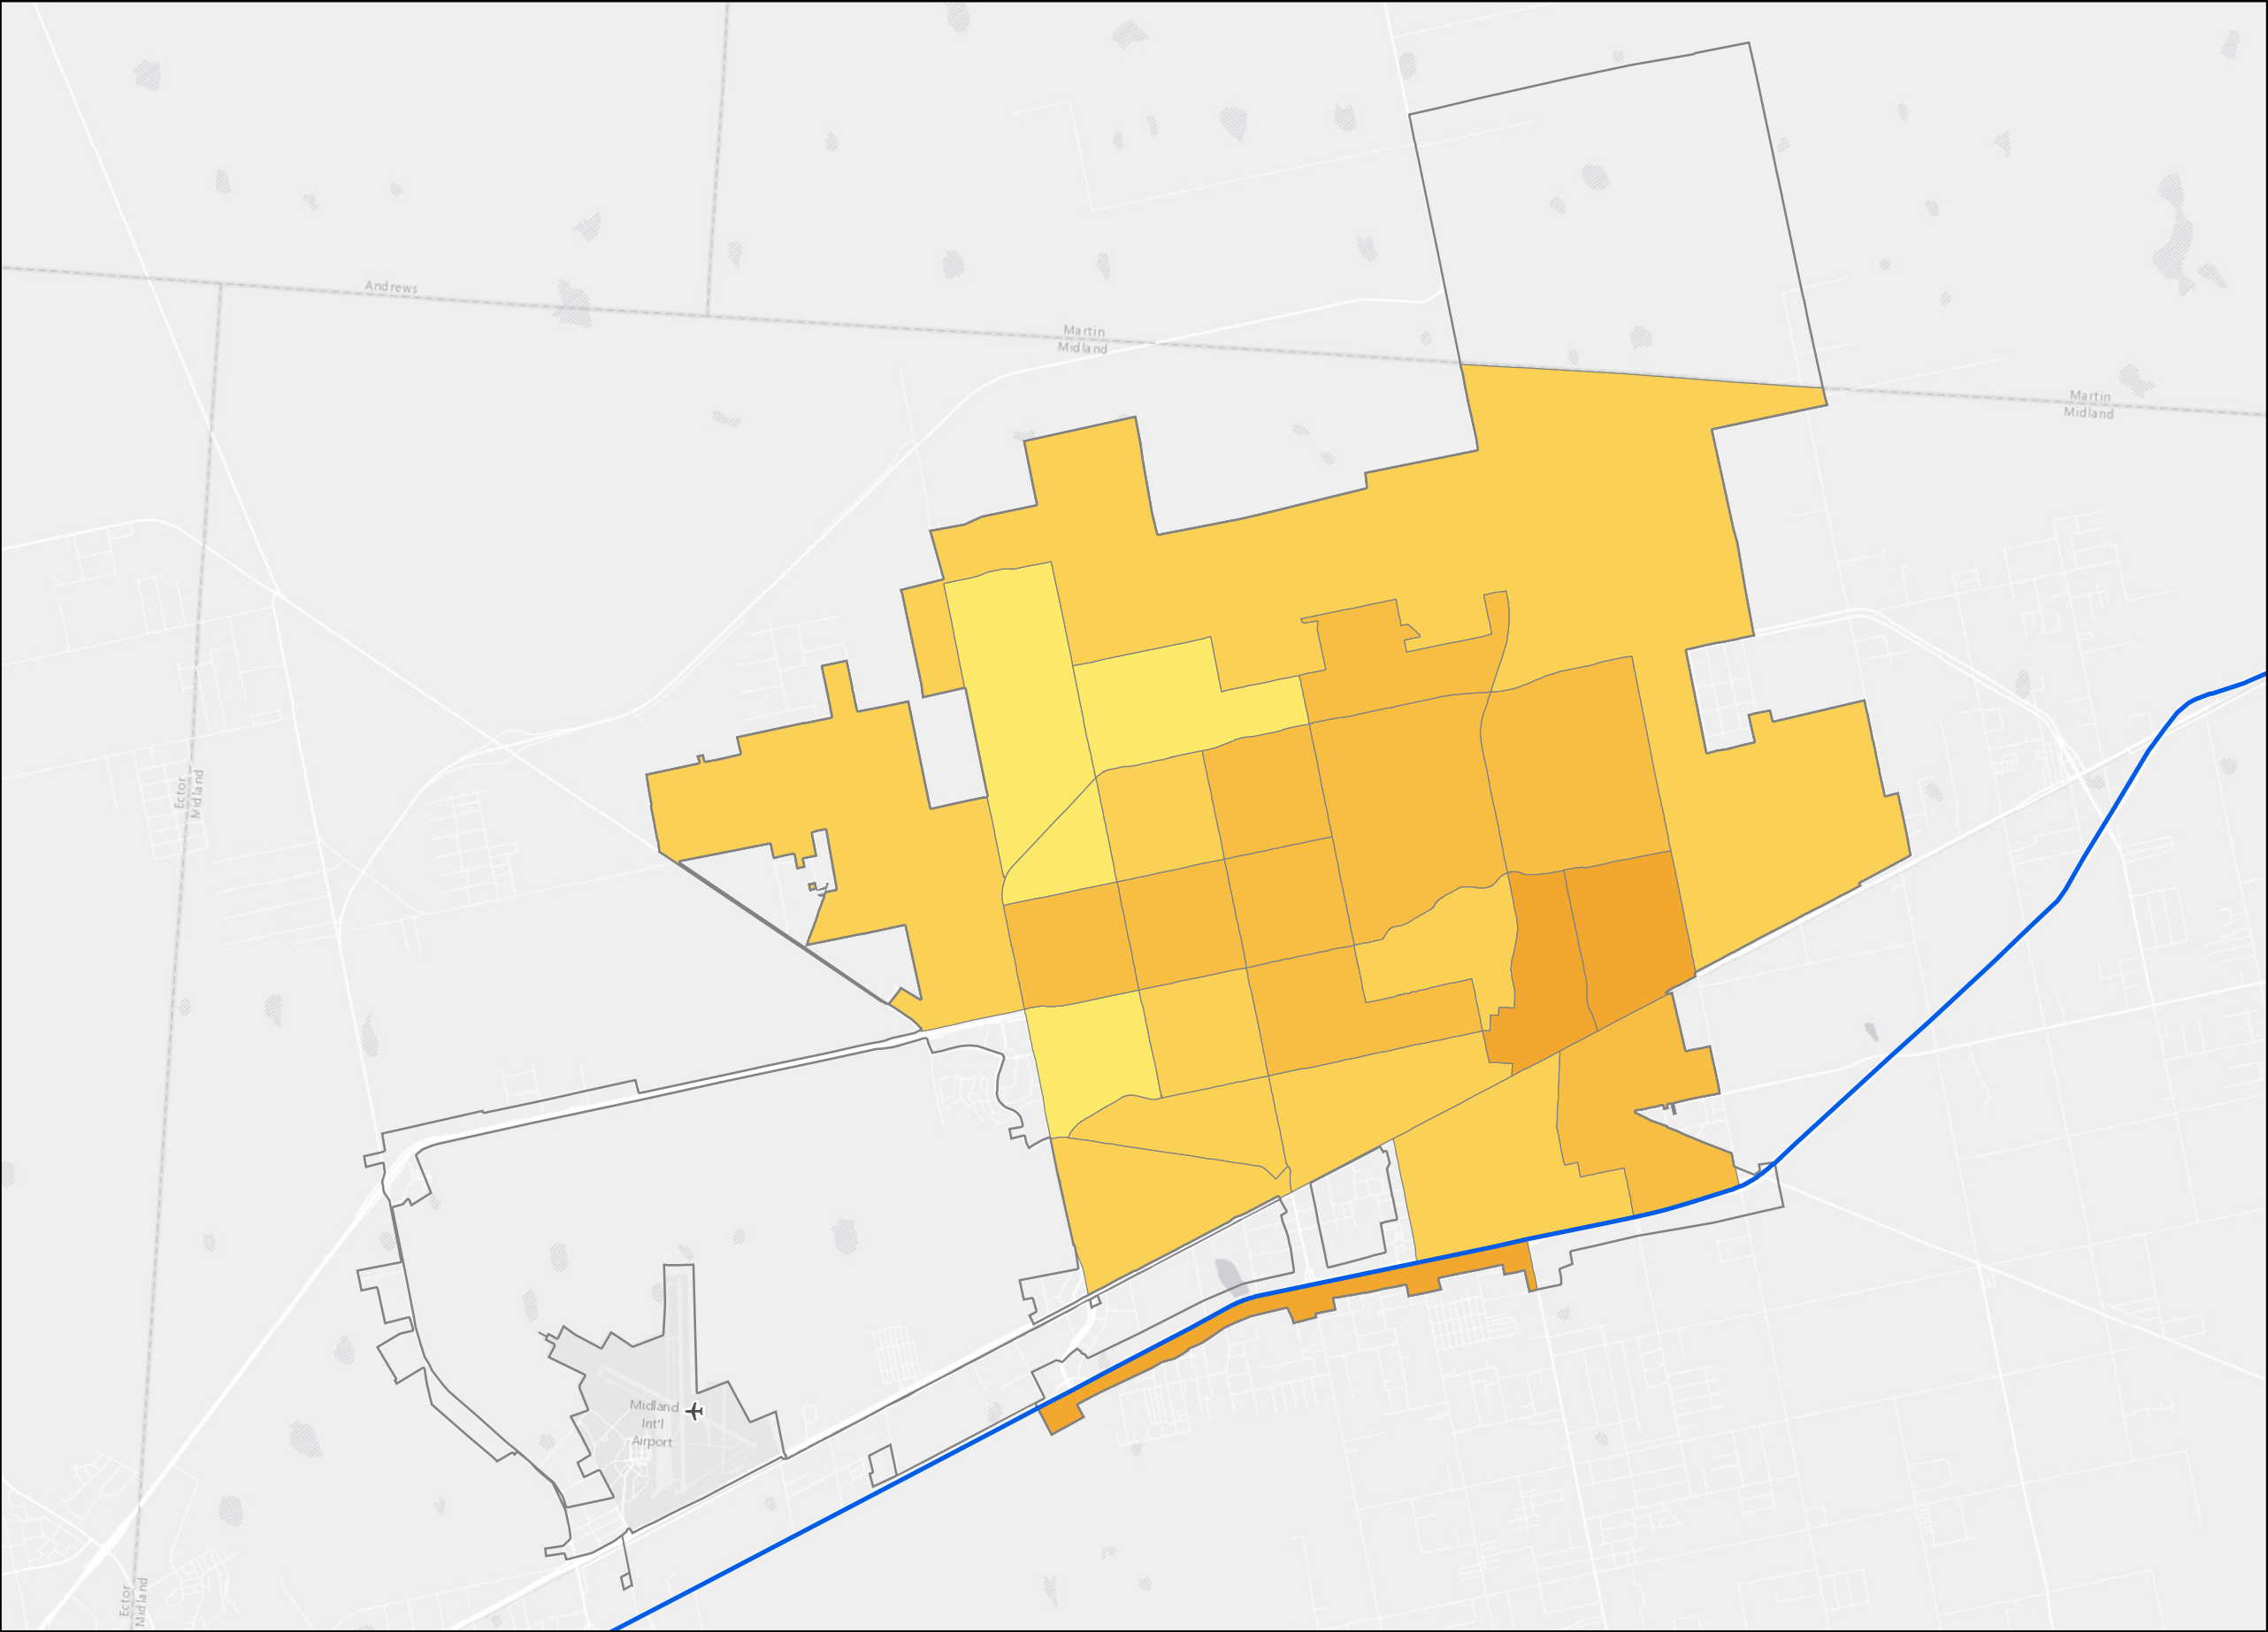 Andrews
Martin
Midland
Martin
Midland
Ector
Midland
Midland
Int'l
Airport
Ector
Midland